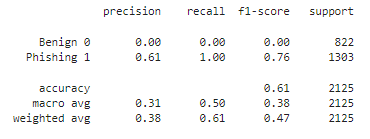 precision recall f1-score support
Benign 0 0.00 0.00 0.00 822
Phishing 1 0.61 1.00 0.76 1303
accuracy 0.61 2125
macro avg 0.31 0.50 0.38 2125
weighted avg 0.38 0.61 0.47 2125